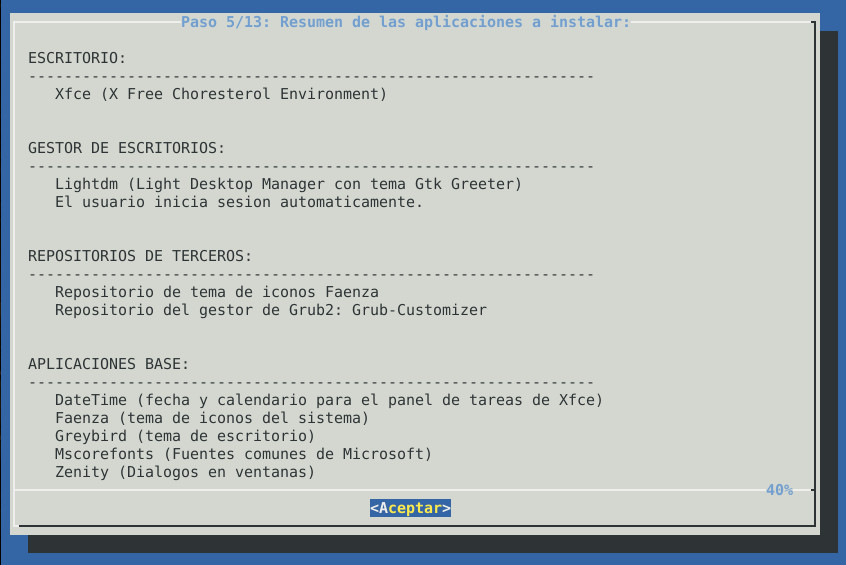 Paso 5/13: Resumen de las aplicaciones a instalar:
ESCRITORIO:
---------------------------------------------------------------
Xfce (X Free Choresterol Environment)
GESTOR DE ESCRITORIOS:
---------------------------------------------------------------
Lightdm (Light Desktop Manager con tema Gtk Greeter)
El usuario inicia sesion automaticamente.
REPOSITORIOS DE TERCEROS:
---------------------------------------------------------------
Repositorio de tema de iconos Faenza
Repositorio del gestor de Grub2: Grub-Customizer
APLICACIONES BASE:
---------------------------------------------------------------
DateTime (fecha y calendario para el panel de tareas de Xfce)
Faenza (tema de iconos del sistema)
Greybird (tema de escritorio)
Mscorefonts (Fuentes comunes de Microsoft)
Zenity (Dialogos en ventanas)
40%
<Aceptar>